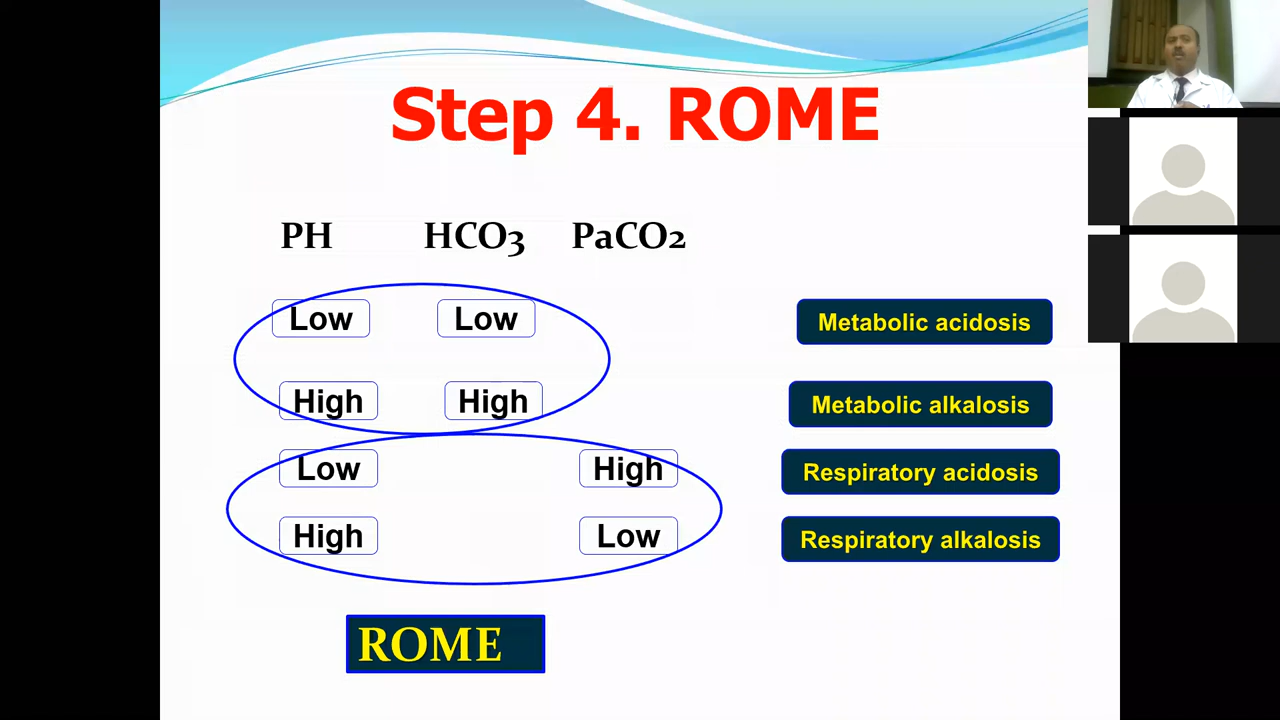 Step 4. ROME
PH HCO3 PaCO2
Low Low Metabolic acidosis
High High Metabolic alkalosis
Low High Respiratory acidosis
High Low Respiratory alkalosis
ROME